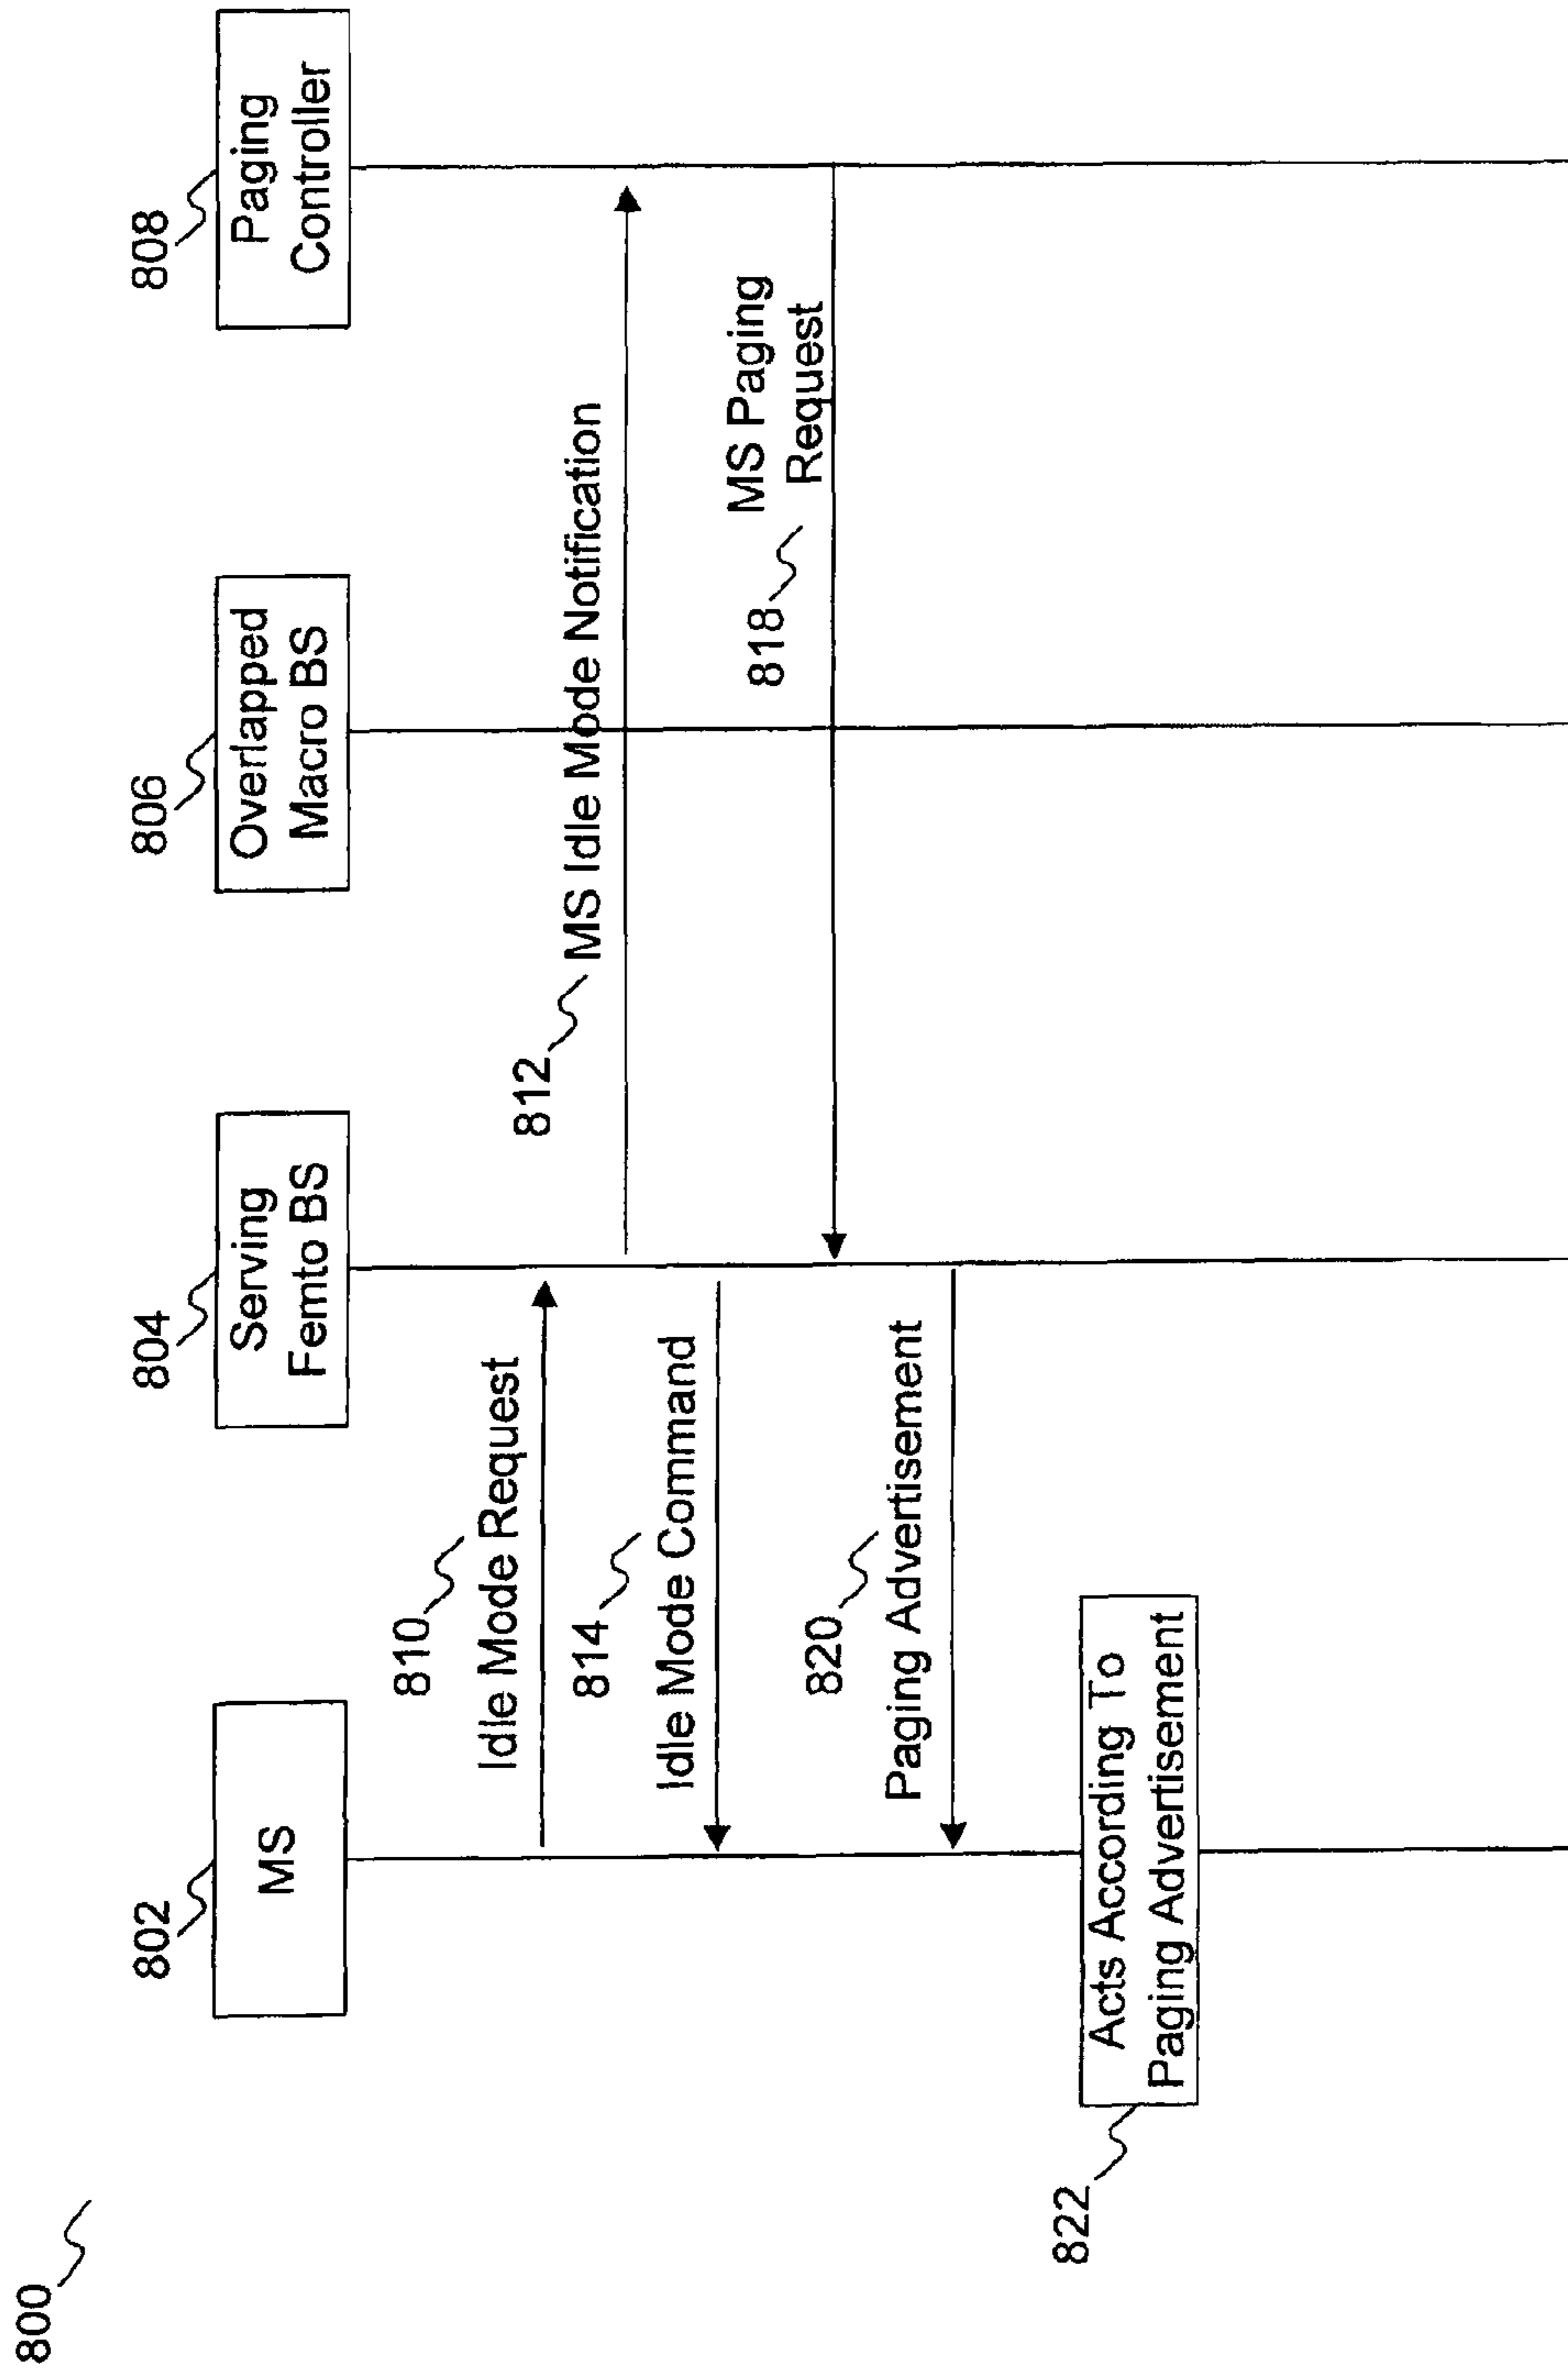 800
802
MS
804
Serving
Femto BS
806
Overlapped
Macro BS
808
Paging
Controller
810
Idle Mode Request
812
MS Idle Mode Notification
814
Idle Mode Command
818
MS Paging
Request
820
Paging Advertisement
822
Acts According To
Paging Advertisement